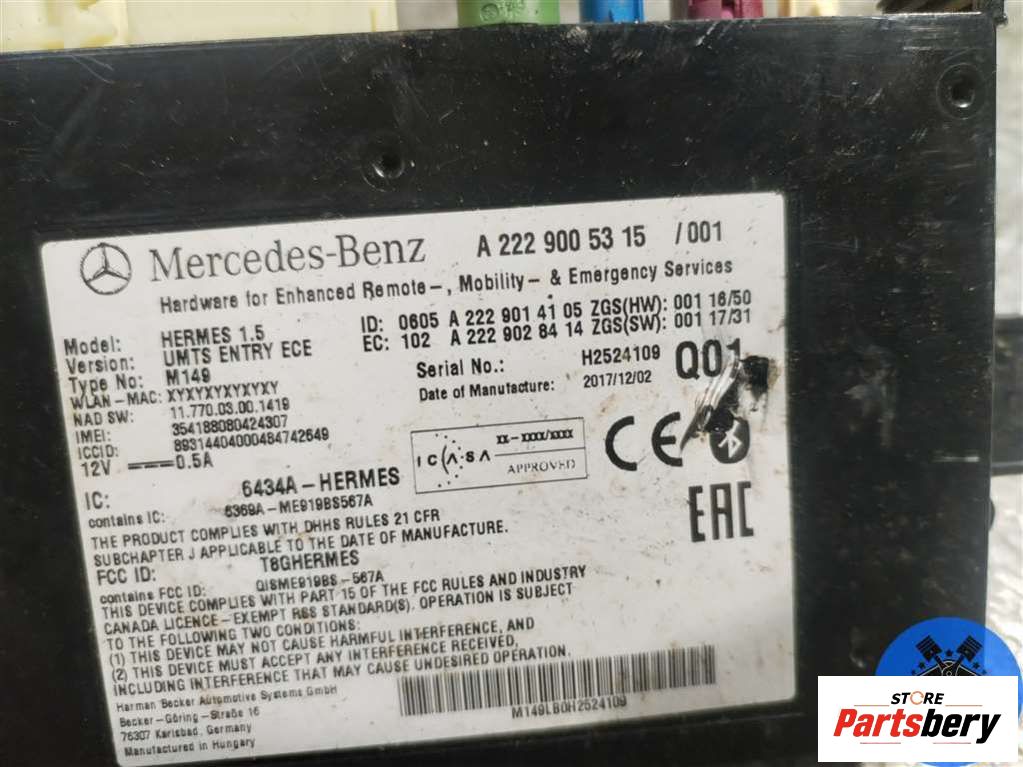 Mercedes-Benz A 222 900 53 15 /001
Hardware for Enhanced Remote-, Mobility- & Emergency Services
Model: HERMES 1.5 ID: 0605 A 222 901 41 05 ZGS(HW): 001 16/50
Version: UMTS ENTRY ECE EC: 102 A 222 902 84 14 ZGS(SW): 001 17/31
Type No: M149 Serial No.: H2524109 Q01
WLAN-MAC: XYXYXYXYXYXY Date of Manufacture: 2017/12/02
NAD SW: 11.770.03.00.1419
IMEI: 354188080424307
ICCID: 89314404000484742649
12V 0.5A
ICASA XX-XXXX/XXXX
APPROVED
CE
EAC
IC: 6434A-HERMES
contains IC: 6369A-ME919BS567A
THE PRODUCT COMPLIES WITH DHHS RULES 21 CFR
SUBCHAPTER J APPLICABLE TO THE DATE OF MANUFACTURE.
FCC ID: T8GHERMES
contains FCC ID: QISME919BS-567A
THIS DEVICE COMPLIES WITH PART 15 OF THE FCC RULES AND INDUSTRY
CANADA LICENCE-EXEMPT RSS STANDARD(S). OPERATION IS SUBJECT
TO THE FOLLOWING TWO CONDITIONS:
(1) THIS DEVICE MAY NOT CAUSE HARMFUL INTERFERENCE, AND
(2) THIS DEVICE MUST ACCEPT ANY INTERFERENCE RECEIVED,
INCLUDING INTERFERENCE THAT MAY CAUSE UNDESIRED OPERATION.
Harman Becker Automotive Systems GmbH
Becker-Göring-Straße 16
76307 Karlsbad, Germany
Manufactured in Hungary
M149LB0H2524109
STORE
Partsbery